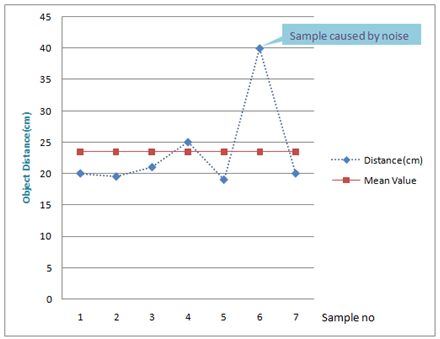 45
Sample caused by noise
40
35
30
25
20
15
10
5
0
Object Distance(cm)
Distance(cm)
Mean Value
1 2 3 4 5 6 7 Sample no